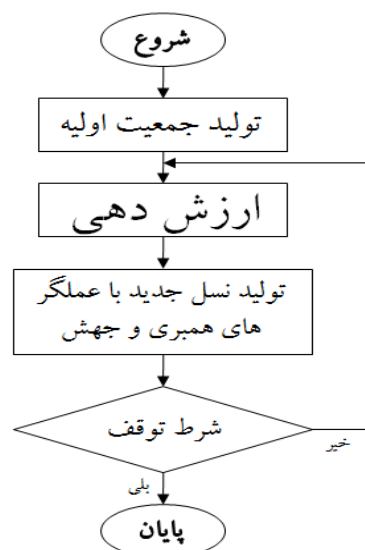 شروع
تولید جمعیت اولیه
ارزش دهی
تولید نسل جدید با عملگر
های همبری و جهش
شرط توقف
خیر
بلی
پایان